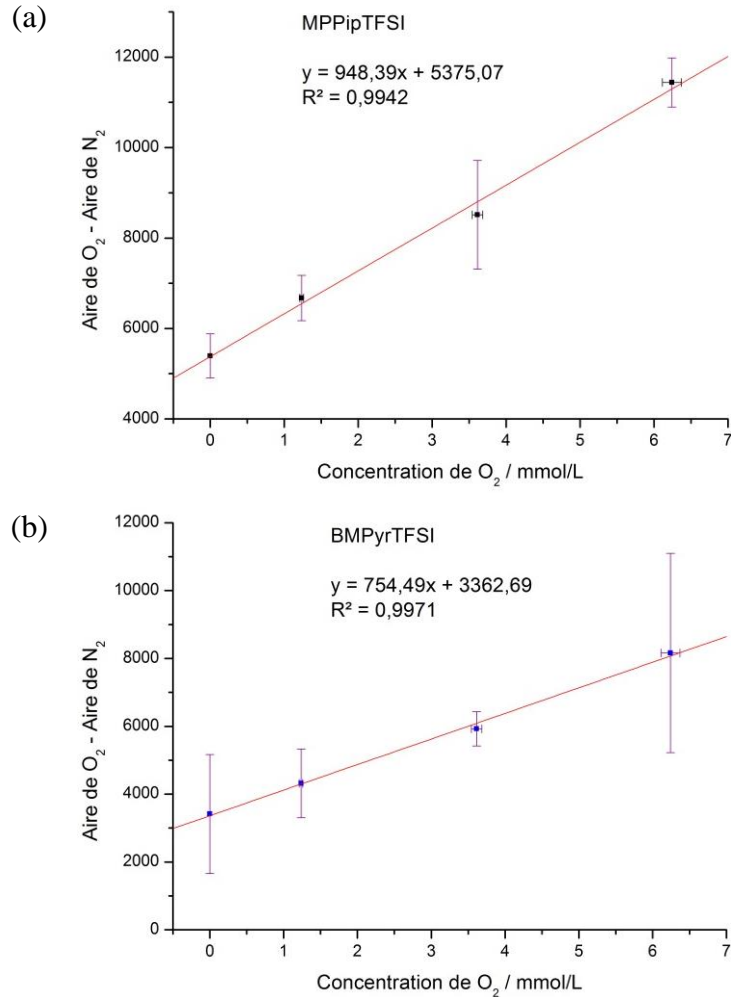 (a)
MPPipTFSI
y = 948,39x + 5375,07
R² = 0,9942
Aire de O₂ - Aire de N₂
12000
10000
8000
6000
4000
0 1 2 3 4 5 6 7
Concentration de O₂ / mmol/L
(b)
BMPyrTFSI
y = 754,49x + 3362,69
R² = 0,9971
Aire de O₂ - Aire de N₂
12000
10000
8000
6000
4000
2000
0
0 1 2 3 4 5 6 7
Concentration de O₂ / mmol/L